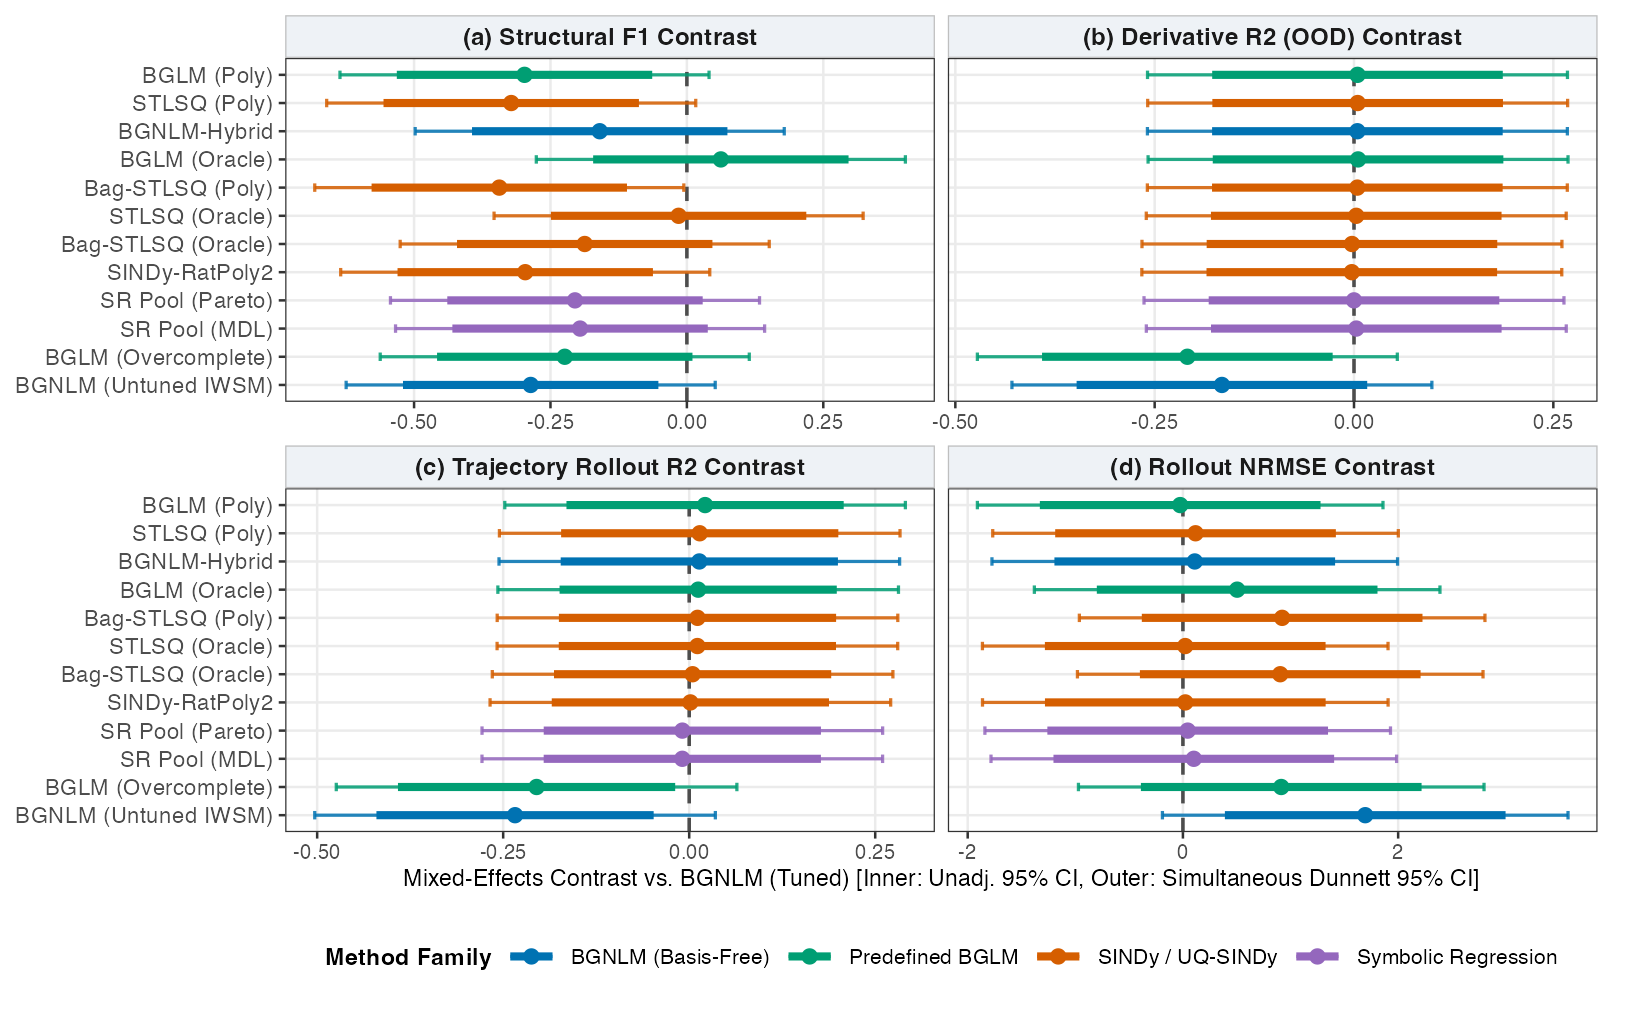 (a) Structural F1 Contrast
(b) Derivative R2 (OOD) Contrast
BGLM (Poly)
STLSQ (Poly)
BGNLM-Hybrid
BGLM (Oracle)
Bag-STLSQ (Poly)
STLSQ (Oracle)
Bag-STLSQ (Oracle)
SINDy-RatPoly2
SR Pool (Pareto)
SR Pool (MDL)
BGLM (Overcomplete)
BGNLM (Untuned IWSM)
-0.50 -0.25 0.00 0.25
-0.50 -0.25 0.00 0.25
(c) Trajectory Rollout R2 Contrast
(d) Rollout NRMSE Contrast
BGLM (Poly)
STLSQ (Poly)
BGNLM-Hybrid
BGLM (Oracle)
Bag-STLSQ (Poly)
STLSQ (Oracle)
Bag-STLSQ (Oracle)
SINDy-RatPoly2
SR Pool (Pareto)
SR Pool (MDL)
BGLM (Overcomplete)
BGNLM (Untuned IWSM)
-0.50 -0.25 0.00 0.25
-2 0 2
Mixed-Effects Contrast vs. BGNLM (Tuned) [Inner: Unadj. 95% CI, Outer: Simultaneous Dunnett 95% CI]
Method Family BGNLM (Basis-Free) Predefined BGLM SINDy / UQ-SINDy Symbolic Regression